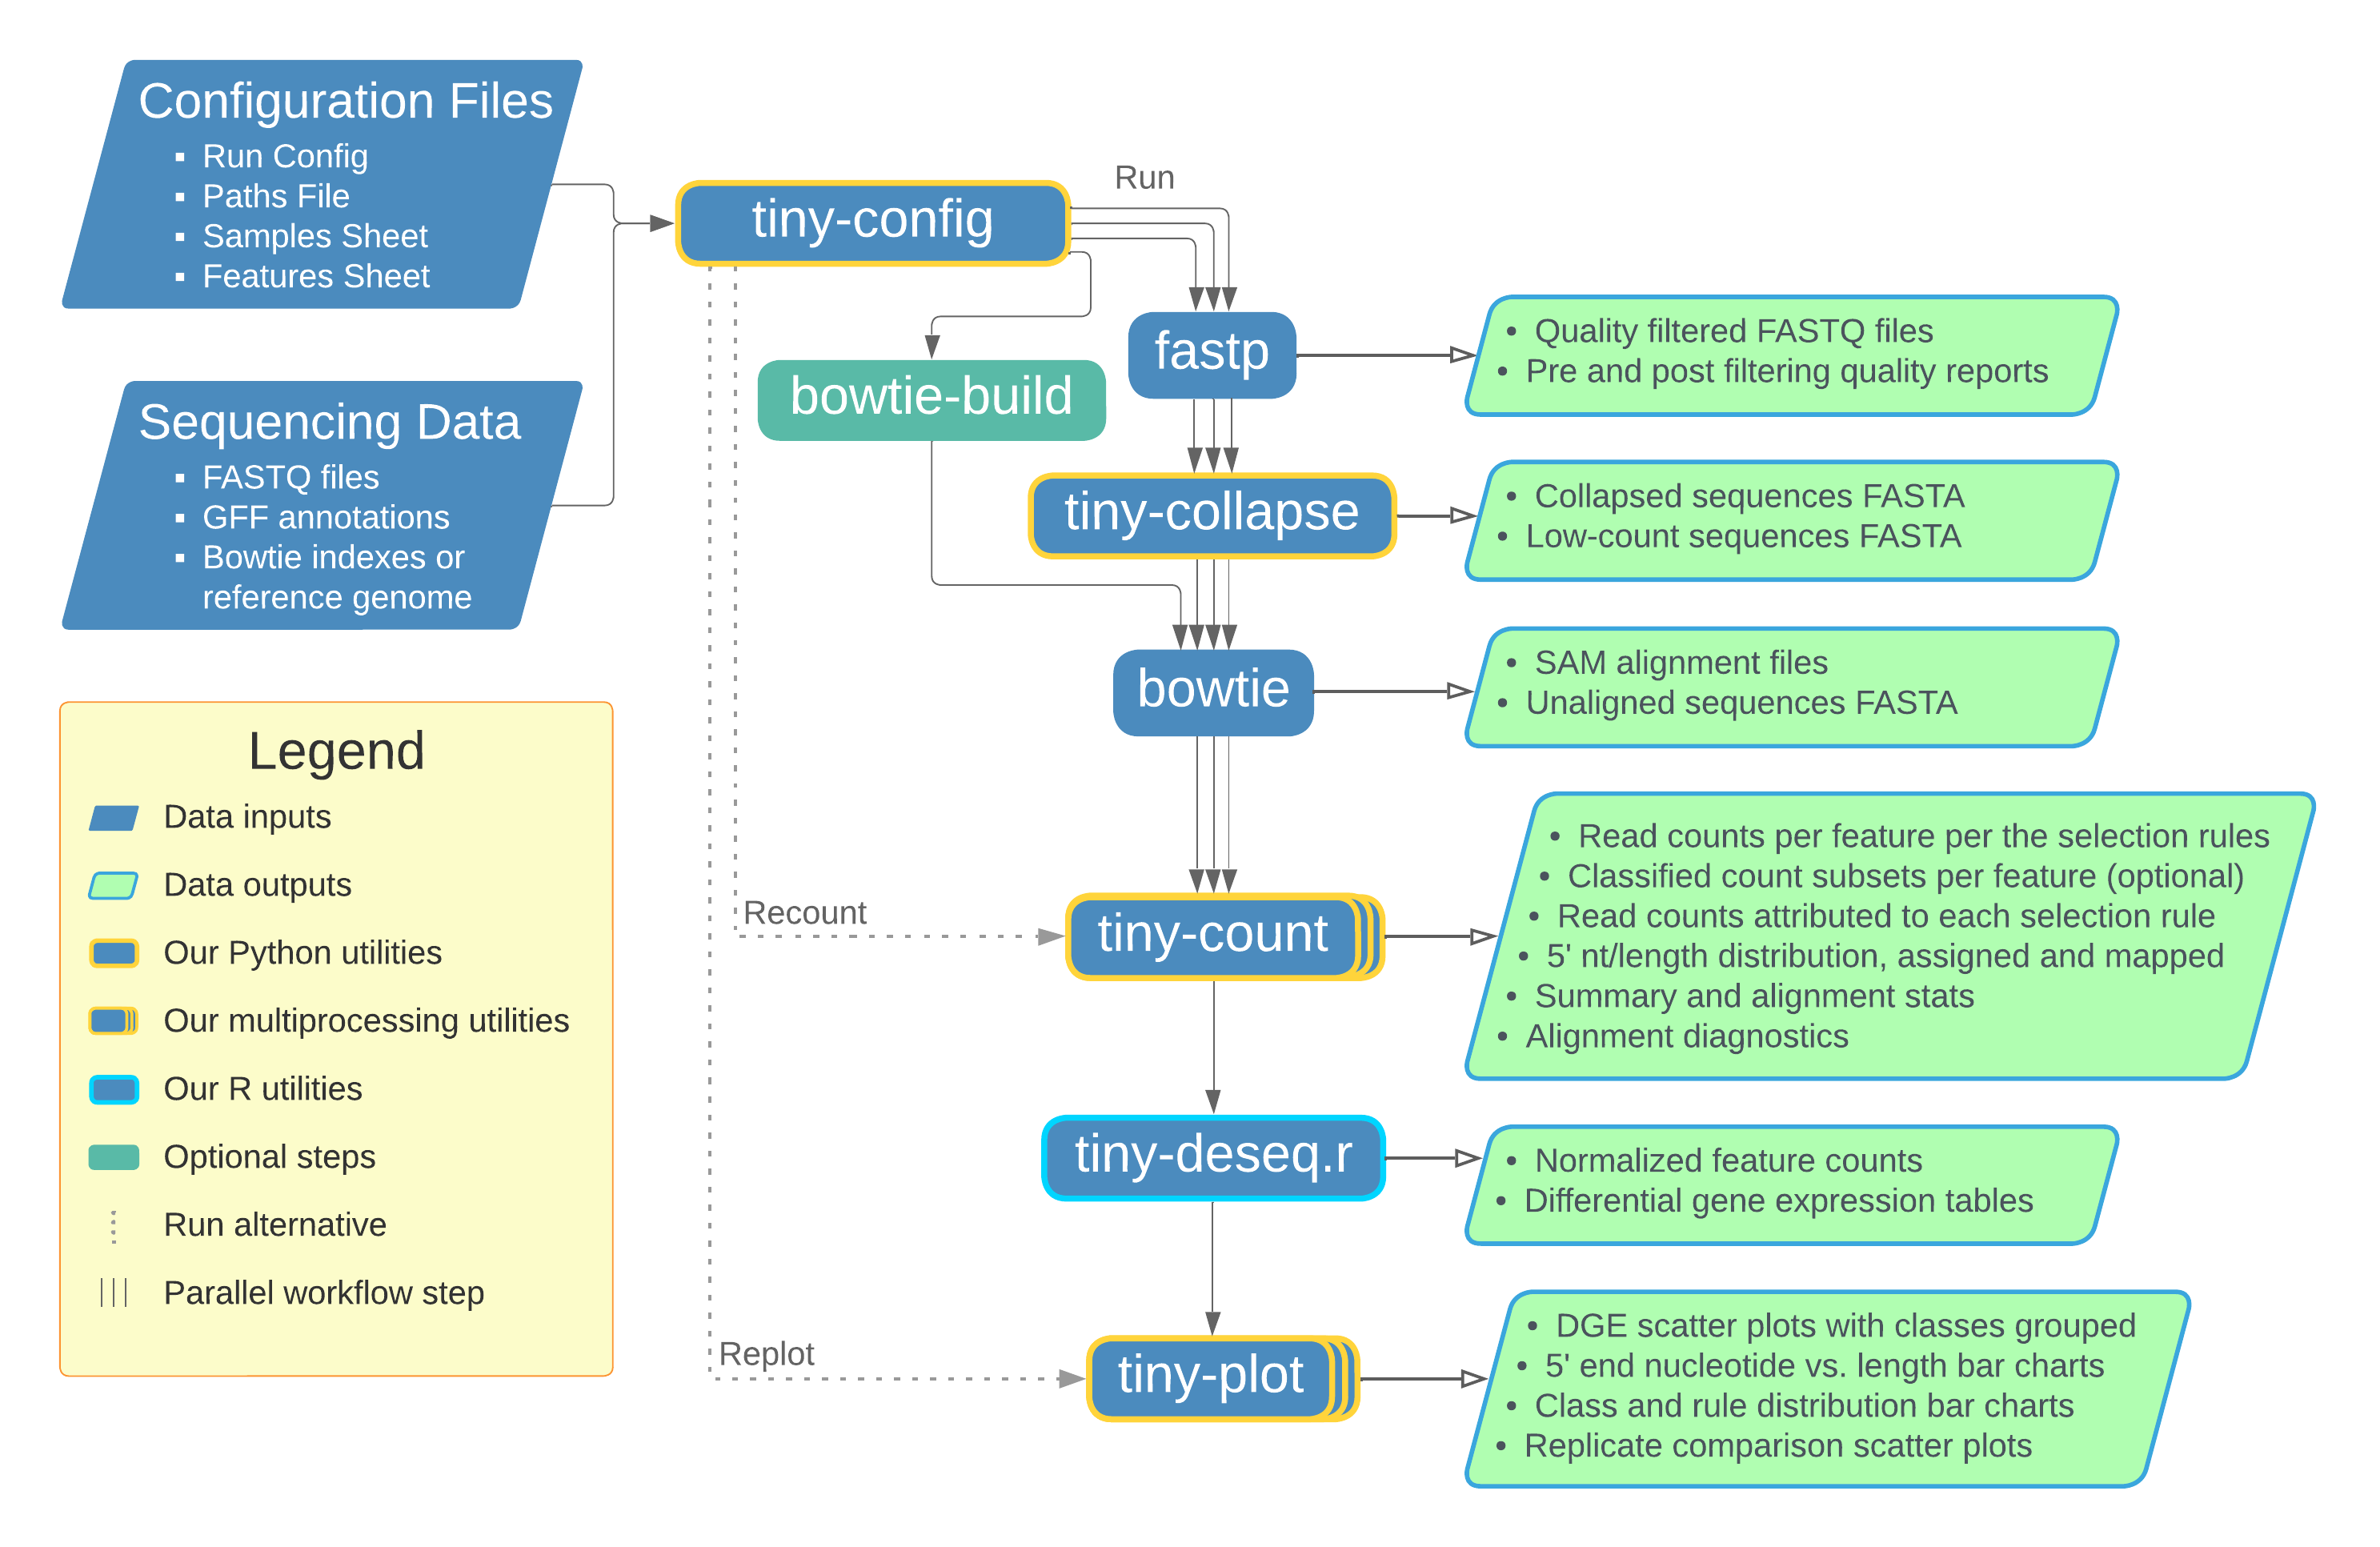 Configuration Files
▪ Run Config
▪ Paths File
▪ Samples Sheet
▪ Features Sheet
Sequencing Data
▪ FASTQ files
▪ GFF annotations
▪ Bowtie indexes or
reference genome
Legend
Data inputs
Data outputs
Our Python utilities
Our multiprocessing utilities
Our R utilities
Optional steps
Run alternative
Parallel workflow step
tiny-config
Run
bowtie-build
fastp
• Quality filtered FASTQ files
• Pre and post filtering quality reports
tiny-collapse
• Collapsed sequences FASTA
• Low-count sequences FASTA
bowtie
• SAM alignment files
• Unaligned sequences FASTA
Recount
tiny-count
• Read counts per feature per the selection rules
• Classified count subsets per feature (optional)
• Read counts attributed to each selection rule
• 5' nt/length distribution, assigned and mapped
• Summary and alignment stats
• Alignment diagnostics
tiny-deseq.r
• Normalized feature counts
• Differential gene expression tables
Replot
tiny-plot
• DGE scatter plots with classes grouped
• 5' end nucleotide vs. length bar charts
• Class and rule distribution bar charts
• Replicate comparison scatter plots